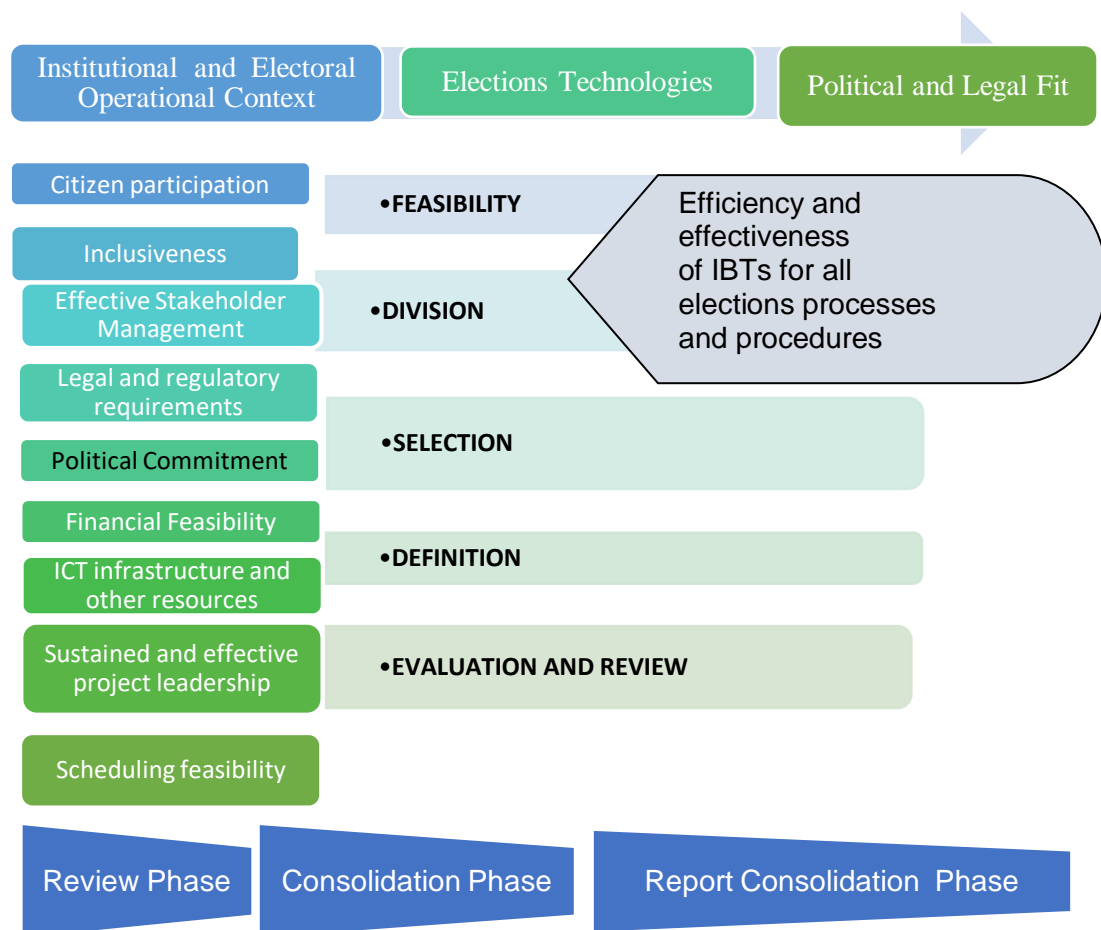 Institutional and Electoral
Operational Context
Elections Technologies
Political and Legal Fit
Citizen participation
Inclusiveness
Effective Stakeholder
Management
Legal and regulatory
requirements
Political Commitment
Financial Feasibility
ICT infrastructure and
other resources
Sustained and effective
project leadership
Scheduling feasibility
•FEASIBILITY
•DIVISION
•SELECTION
•DEFINITION
•EVALUATION AND REVIEW
Efficiency and
effectiveness
of IBTs for all
elections processes
and procedures
Review Phase
Consolidation Phase
Report Consolidation Phase